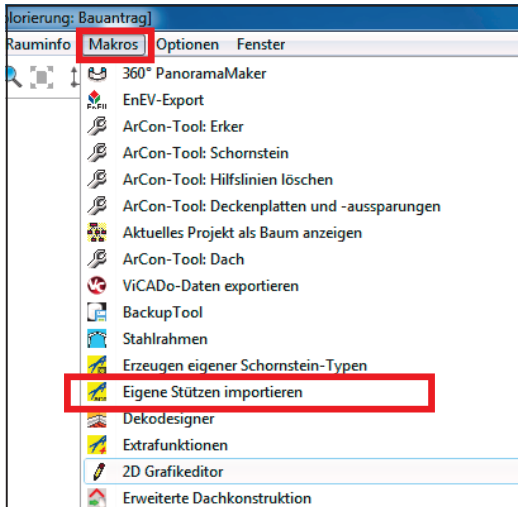 olorierung: Bauantrag]
Rauminfo Makros Optionen Fenster
360° PanoramaMaker
EnEV-Export
ArCon-Tool: Erker
ArCon-Tool: Schornstein
ArCon-Tool: Hilfslinien löschen
ArCon-Tool: Deckenplatten und -aussparungen
Aktuelles Projekt als Baum anzeigen
ArCon-Tool: Dach
ViCADo-Daten exportieren
BackupTool
Stahlrahmen
Erzeugen eigener Schornstein-Typen
Eigene Stützen importieren
Dekodesigner
Extrafunktionen
2D Grafikeditor
Erweiterte Dachkonstruktion